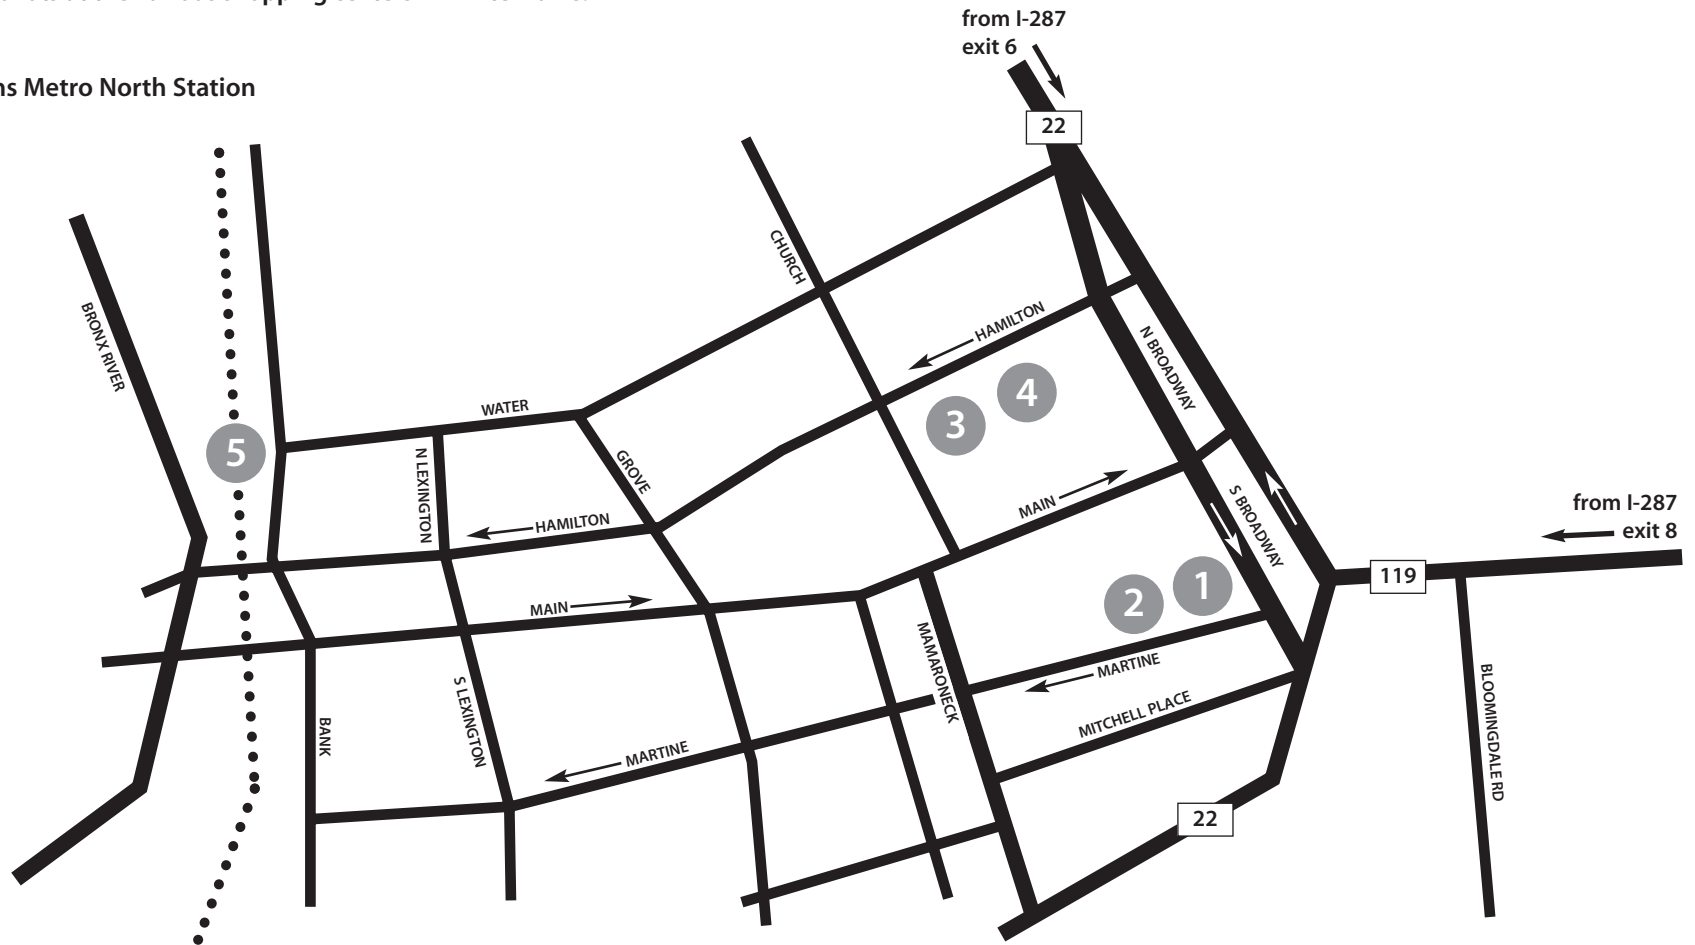 from I-287
exit 6
ns Metro North Station
22
CHURCH
BRONX RIVER
HAMILTON
N BROADWAY
4
3
WATER
5
N LEXINGTON
GROVE
MAIN
S BROADWAY
from I-287
exit 8
HAMILTON
119
1
2
MAIN
MAMARONECK
MARTINE
BLOOMINGDALE RD
S LEXINGTON
BANK
MITCHELL PLACE
MARTINE
22